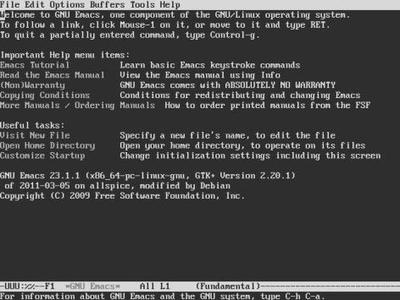 File Edit Options Buffers Tools Help
Welcome to GNU Emacs, one component of the GNU/Linux operating system.
To follow a link, click Mouse-1 on it, or move to it and type RET.
To quit a partially entered command, type Control-g.
Important Help menu items:
Emacs Tutorial Learn basic Emacs keystroke commands
Read the Emacs Manual View the Emacs manual using Info
(Non)Warranty GNU Emacs comes with ABSOLUTELY NO WARRANTY
Copying Conditions Conditions for redistributing and changing Emacs
More Manuals / Ordering Manuals How to order printed manuals from the FSF
Useful tasks:
Visit New File Specify a new file's name, to edit the file
Open Home Directory Open your home directory, to operate on its files
Customize Startup Change initialization settings including this screen
GNU Emacs 23.1.1 (x86_64-pc-linux-gnu, GTK+ Version 2.20.1)
of 2011-03-05 on allspice, modified by Debian
Copyright (C) 2009 Free Software Foundation, Inc.
-UUU:%%--F1 *GNU Emacs* All L1 (Fundamental)
For information about GNU Emacs and the GNU system, type C-h C-a.